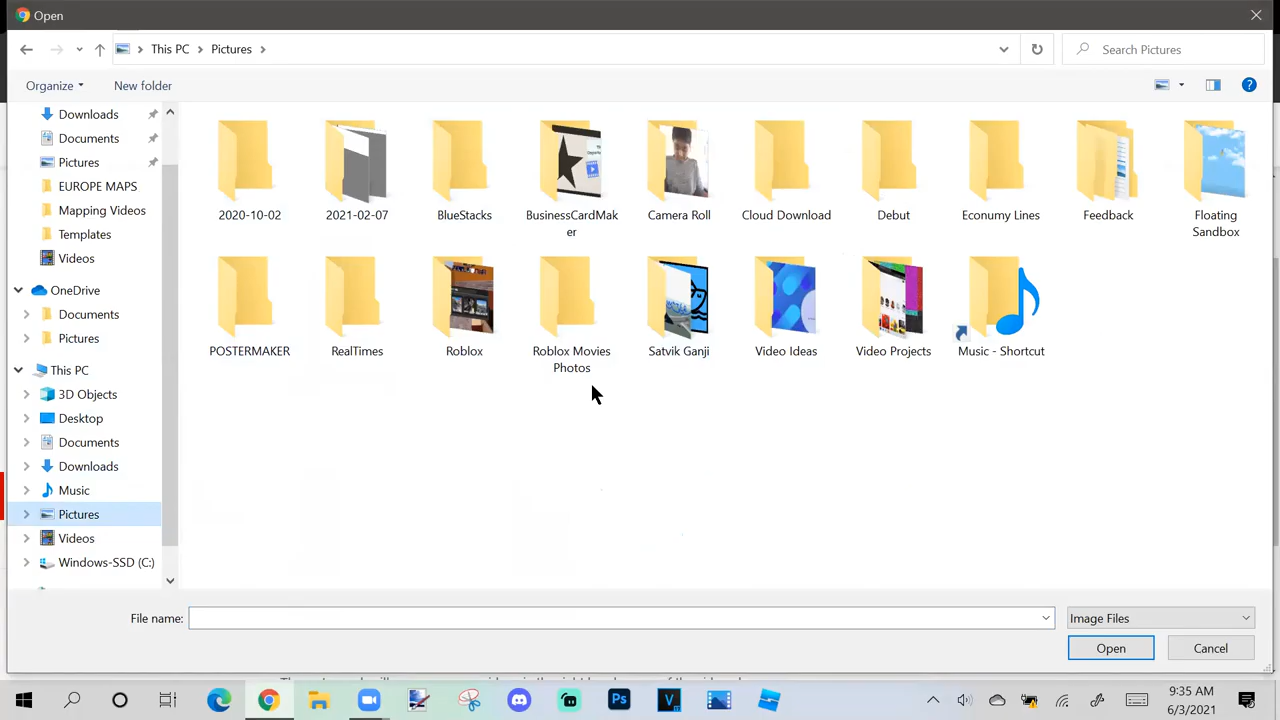 Open
This PC
Pictures
Search Pictures
Organize
New folder
Downloads
Documents
Pictures
EUROPE MAPS
Mapping Videos
Templates
Videos
OneDrive
Documents
Pictures
This PC
3D Objects
Desktop
Documents
Downloads
Music
Pictures
Videos
Windows-SSD (C:)
2020-10-02
2021-02-07
BlueStacks
BusinessCardMak
er
Camera Roll
Cloud Download
Debut
Economy Lines
Feedback
Floating
Sandbox
POSTERMAKER
RealTimes
Roblox
Roblox Movies
Photos
Satvik Ganji
Video Ideas
Video Projects
Music - Shortcut
File name:
Image Files
Open
Cancel
Ps
V
9:35 AM
6/3/2021